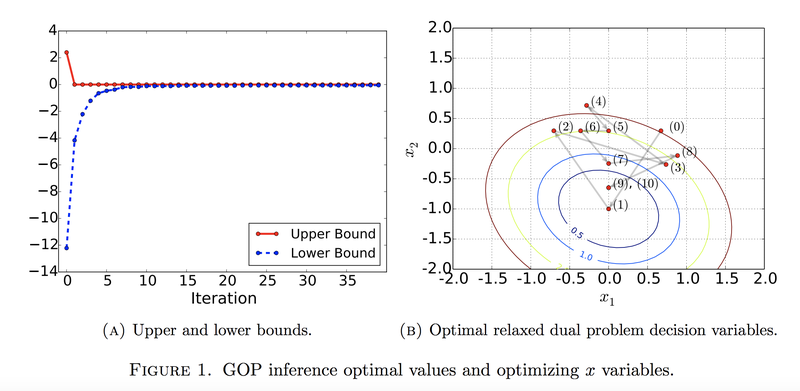 4
2
0
−2
−4
−6
−8
−10
−12
−14
0 5 10 15 20 25 30 35
Iteration
Upper Bound
Lower Bound
2.0
1.5
1.0
0.5
0.0
-0.5
-1.0
-1.5
-2.0
-2.0 -1.5 -1.0 -0.5 0.0 0.5 1.0 1.5 2.0
x₂
x₁
(4)
(2) (6) (5) (0)
(8)
(7)
(3)
(9), (10)
(1)
0.5
1.0
(A) Upper and lower bounds.
(B) Optimal relaxed dual problem decision variables.
FIGURE 1. GOP inference optimal values and optimizing x variables.